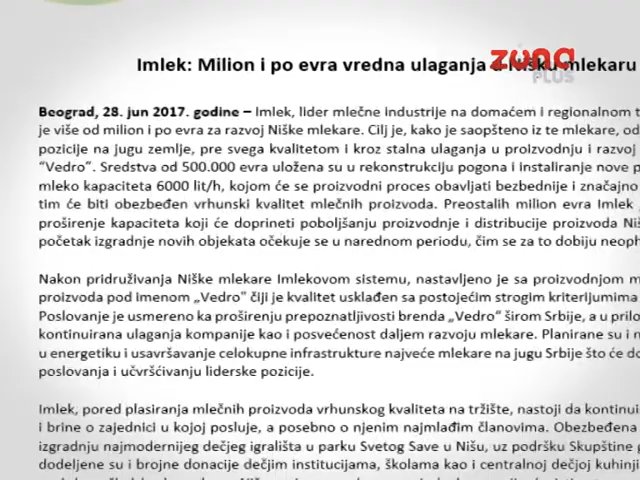 zona
PLUS
Imlek: Milion i po evra vredna ulaganja u Nišku mlekaru
Beograd, 28. jun 2017. godine – Imlek, lider mlečne industrije na domaćem i regionalnom t
je više od milion i po evra za razvoj Niške mlekare. Cilj je, kako je saopšteno iz te mlekare, od
pozicije na jugu zemlje, pre svega kvalitetom i kroz stalna ulaganja u proizvodnju i razvoj
"Vedro". Sredstva od 500.000 evra uložena su u rekonstrukciju pogona i instaliranje nove p
mleko kapaciteta 6000 lit/h, kojom će se proizvodni proces obavljati bezbednije i značajno
tim će biti obezbeđen vrhunski kvalitet mlečnih proizvoda. Preostalih milion evra Imlek
proširenje kapaciteta koji će doprineti poboljšanju proizvodnje i distribucije proizvoda Niš
početak izgradnje novih objekata očekuje se u narednom periodu, čim se za to dobiju neoph
Nakon pridruživanja Niške mlekare Imlekovom sistemu, nastavljeno je sa proizvodnjom m
proizvoda pod imenom „Vedro" čiji je kvalitet usklađen sa postojećim strogim kriterijumima
Poslovanje je usmereno ka proširenju prepoznatljivosti brenda „Vedro" širom Srbije, a u prilo
kontinuirana ulaganja kompanije kao i posvećenost daljem razvoju mlekare. Planirane su i n
u energetiku i usavršavanje celokupne infrastrukture najveće mlekare na jugu Srbije što će do
poslovanja i učvršćivanju liderske pozicije.
Imlek, pored plasiranja mlečnih proizvoda vrhunskog kvaliteta na tržište, nastoji da kontinui
i brine o zajednici u kojoj posluje, a posebno o njenim najmlađim članovima. Obezbeđena
izgradnju najmodernijeg dečjeg igrališta u parku Svetog Save u Nišu, uz podršku Skupštine g
dodeljene su i brojne donacije dečjim institucijama, školama kao i centralnoj dečjoj kuhinji